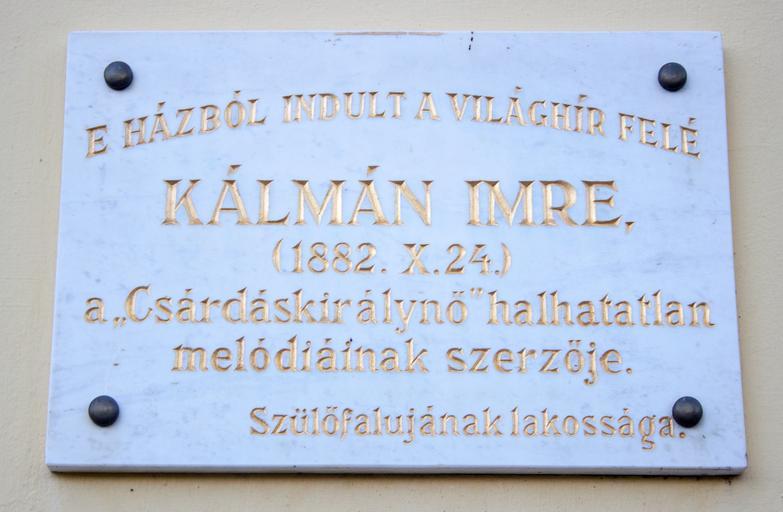 E HÁZBÓL INDULT A VILÁGHÍR FELÉ
KÁLMÁN IMRE,
(1882. X. 24.)
a „Csárdáskirálynő” halhatatlan
melódiáinak szerzője.
Szülőfalujának lakossága.